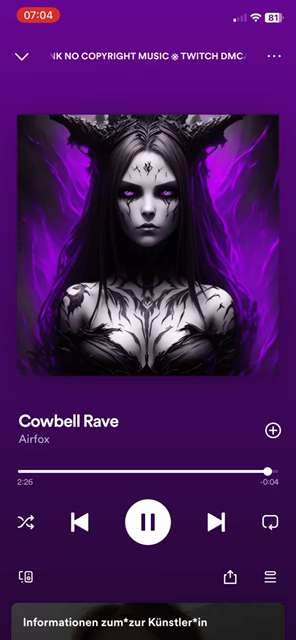 07:04
81
NK NO COPYRIGHT MUSIC ※ TWITCH DMCA
Cowbell Rave
Airfox
2:26
-0:04
Informationen zum*zur Künstler*in